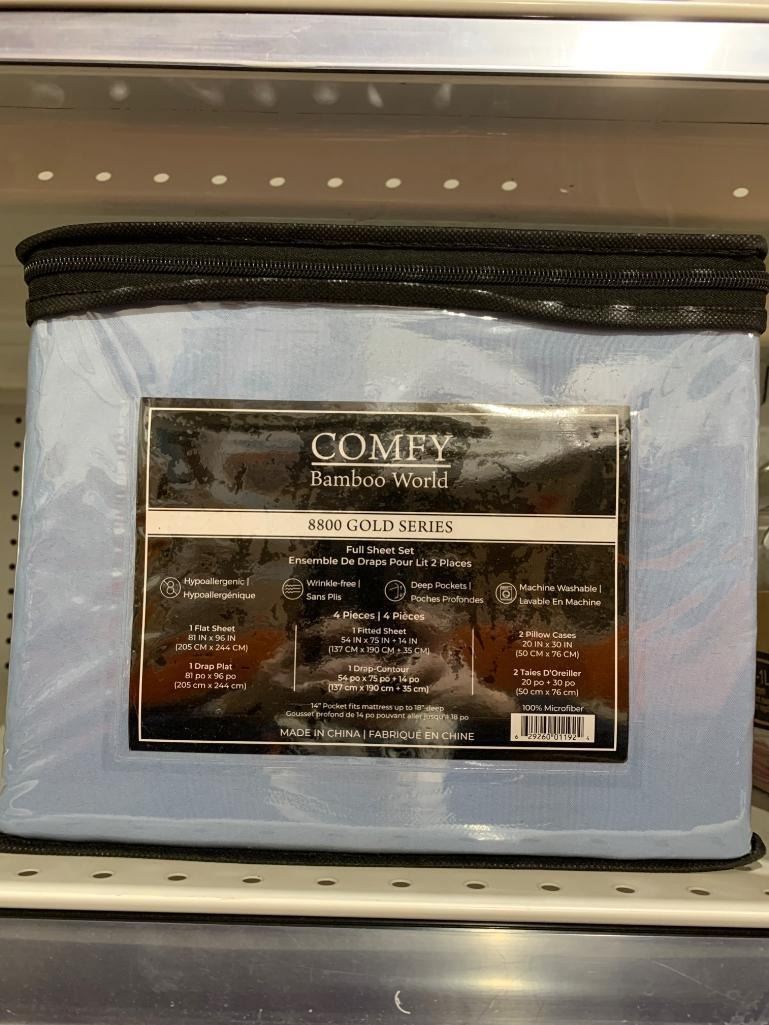 COMFY
Bamboo World
8800 GOLD SERIES
Full Sheet Set
Ensemble De Draps Pour Lit 2 Places
Hypoallergenic |
Hypoallergénique
Wrinkle-free |
Sans Plis
Deep Pockets |
Poches Profondes
Machine Washable |
Lavable En Machine
4 Pieces | 4 Pièces
1 Flat Sheet
81 IN x 96 IN
(205 CM x 244 CM)
1 Drap Plat
81 po x 96 po
(205 cm x 244 cm)
1 Fitted Sheet
54 IN x 75 IN + 14 IN
(137 CM x 190 CM + 35 CM)
1 Drap-Contour
54 po x 75 po + 14 po
(137 cm x 190 cm + 35 cm)
2 Pillow Cases
20 IN x 30 IN
(50 CM x 76 CM)
2 Taies D'Oreiller
20 po + 30 po
(50 cm x 76 cm)
14" Pocket fits mattress up to 18"-deep
Gousset profond de 14 po pouvant aller jusqu'à 18 po
100% Microfiber
MADE IN CHINA | FABRIQUÉ EN CHINE
6 29260 01192 4